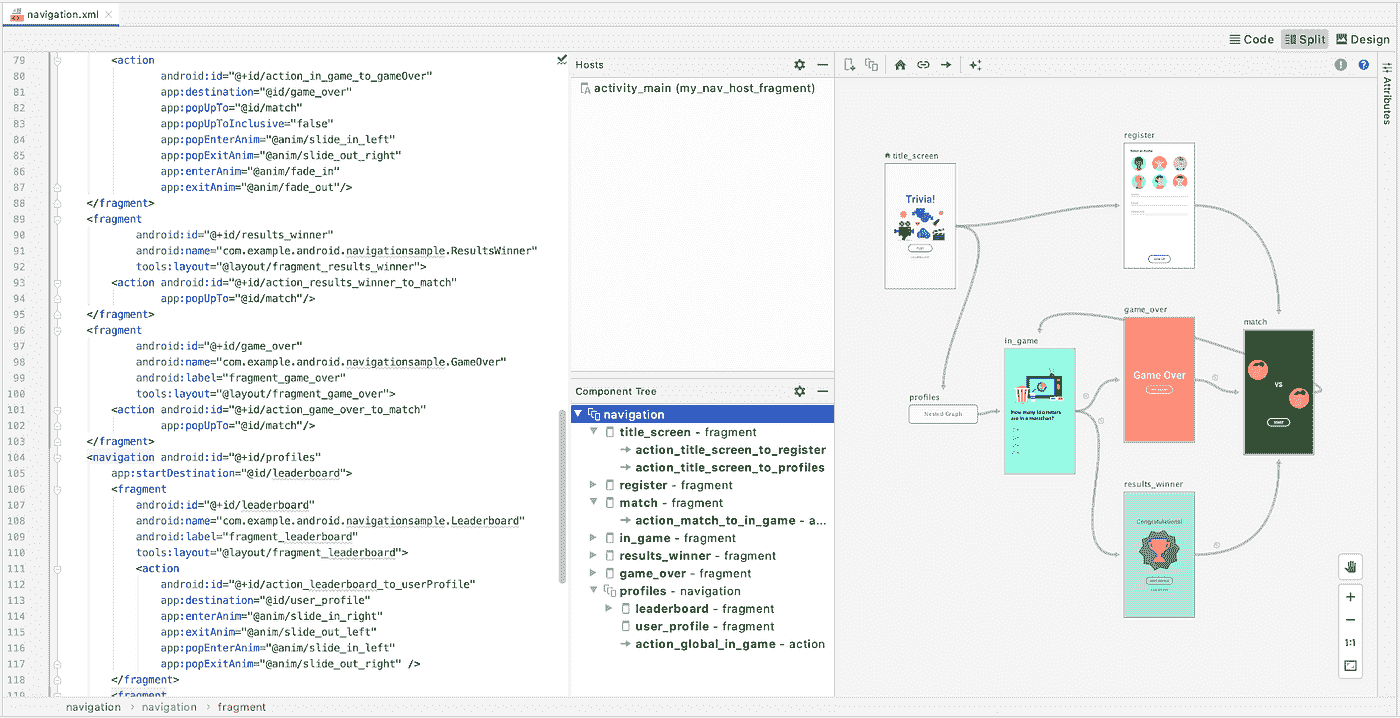 navigation.xml
Code
Split
Design
79 <action
80 android:id="@+id/action_in_game_to_gameOver"
81 app:destination="@id/game_over"
82 app:popUpTo="@id/match"
83 app:popUpToInclusive="false"
84 app:popEnterAnim="@anim/slide_in_left"
85 app:popExitAnim="@anim/slide_out_right"
86 app:enterAnim="@anim/fade_in"
87 app:exitAnim="@anim/fade_out"/>
88 </fragment>
89 <fragment
90 android:id="@+id/results_winner"
91 android:name="com.example.android.navigationsample.ResultsWinner"
92 tools:layout="@layout/fragment_results_winner">
93 <action android:id="@+id/action_results_winner_to_match"
94 app:popUpTo="@id/match"/>
95 </fragment>
96 <fragment
97 android:id="@+id/game_over"
98 android:name="com.example.android.navigationsample.GameOver"
99 android:label="fragment_game_over"
100 tools:layout="@layout/fragment_game_over">
101 <action android:id="@+id/action_game_over_to_match"
102 app:popUpTo="@id/match"/>
103 </fragment>
104 <navigation android:id="@+id/profiles"
105 app:startDestination="@id/leaderboard">
106 <fragment
107 android:id="@+id/leaderboard"
108 android:name="com.example.android.navigationsample.Leaderboard"
109 android:label="fragment_leaderboard"
110 tools:layout="@layout/fragment_leaderboard">
111 <action
112 android:id="@+id/action_leaderboard_to_userProfile"
113 app:destination="@id/user_profile"
114 app:enterAnim="@anim/slide_in_right"
115 app:exitAnim="@anim/slide_out_left"
116 app:popEnterAnim="@anim/slide_in_left"
117 app:popExitAnim="@anim/slide_out_right" />
118 </fragment>
119 <fragment
navigation > navigation > fragment
Hosts
activity_main (my_nav_host_fragment)
Component Tree
navigation
title_screen - fragment
action_title_screen_to_register
action_title_screen_to_profiles
register - fragment
match - fragment
action_match_to_in_game - a...
in_game - fragment
results_winner - fragment
game_over - fragment
profiles - navigation
leaderboard - fragment
user_profile - fragment
action_global_in_game - action
Attributes
title_screen
Trivia!
register
profiles
Nested Graph
in_game
How many kilometers
are in a marathon?
game_over
Game Over
match
VS
results_winner
Congratulations!
1:1